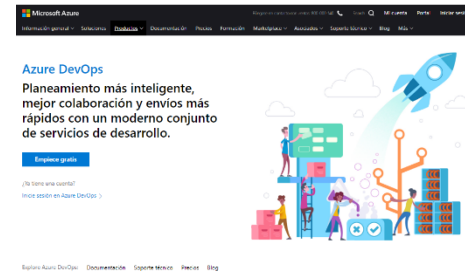 Microsoft Azure
Mi cuenta Portal Iniciar sesi
Información general Soluciones Productos Documentación Precios Formación Marketplace Asociados Soporte técnico Blog Más
Azure DevOps
Planeamiento más inteligente,
mejor colaboración y envíos más
rápidos con un moderno conjunto
de servicios de desarrollo.
Empiece gratis
¿Ya tiene una cuenta?
Inicie sesión en Azure DevOps >
Explore Azure DevOps Documentación Soporte técnico Precios Blog